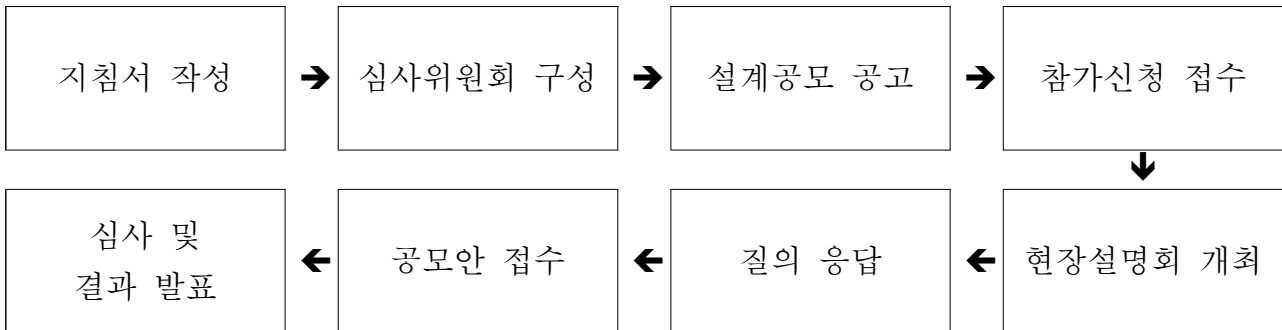 지침서 작성
심사위원회 구성
설계공모 공고
참가신청 접수
현장설명회 개최
질의 응답
공모안 접수
심사 및
결과 발표